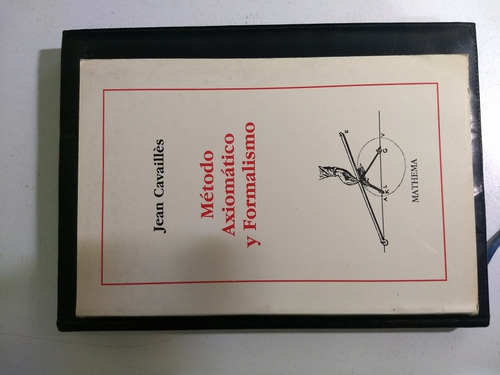 Jean Cavaillès
Método
Axiomático
y Formalismo
E
V
G
A K L
MATHEMA